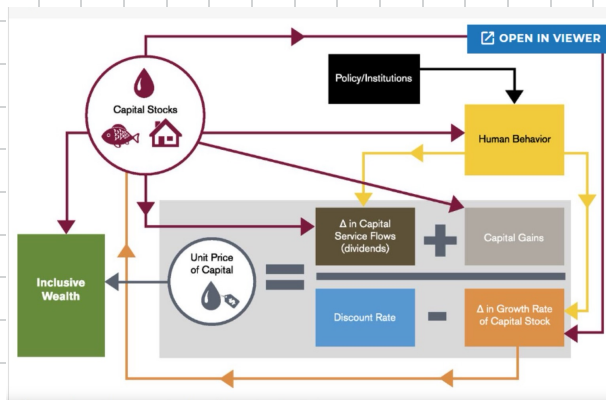 OPEN IN VIEWER
Policy/Institutions
Capital Stocks
Human Behavior
Δ in Capital
Service Flows
(dividends)
Capital Gains
Unit Price
of Capital
Inclusive
Wealth
Discount Rate
Δ in Growth Rate
of Capital Stock